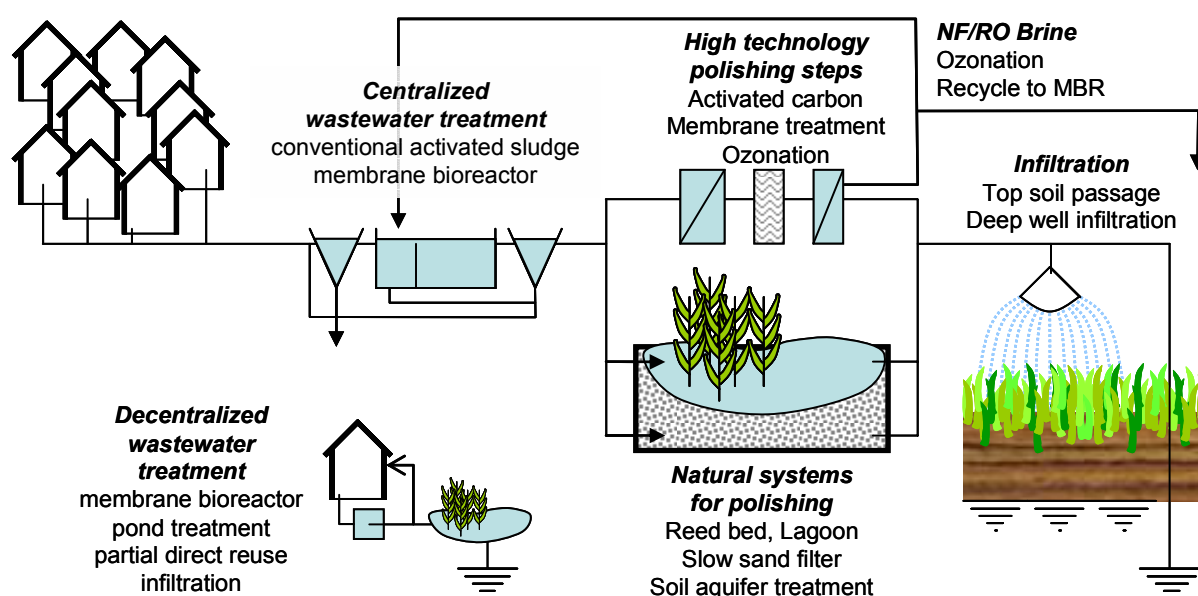 Centralized
wastewater treatment
conventional activated sludge
membrane bioreactor
High technology
polishing steps
Activated carbon
Membrane treatment
Ozonation
NF/RO Brine
Ozonation
Recycle to MBR
Infiltration
Top soil passage
Deep well infiltration
Decentralized
wastewater
treatment
membrane bioreactor
pond treatment
partial direct reuse
infiltration
Natural systems
for polishing
Reed bed, Lagoon
Slow sand filter
Soil aquifer treatment